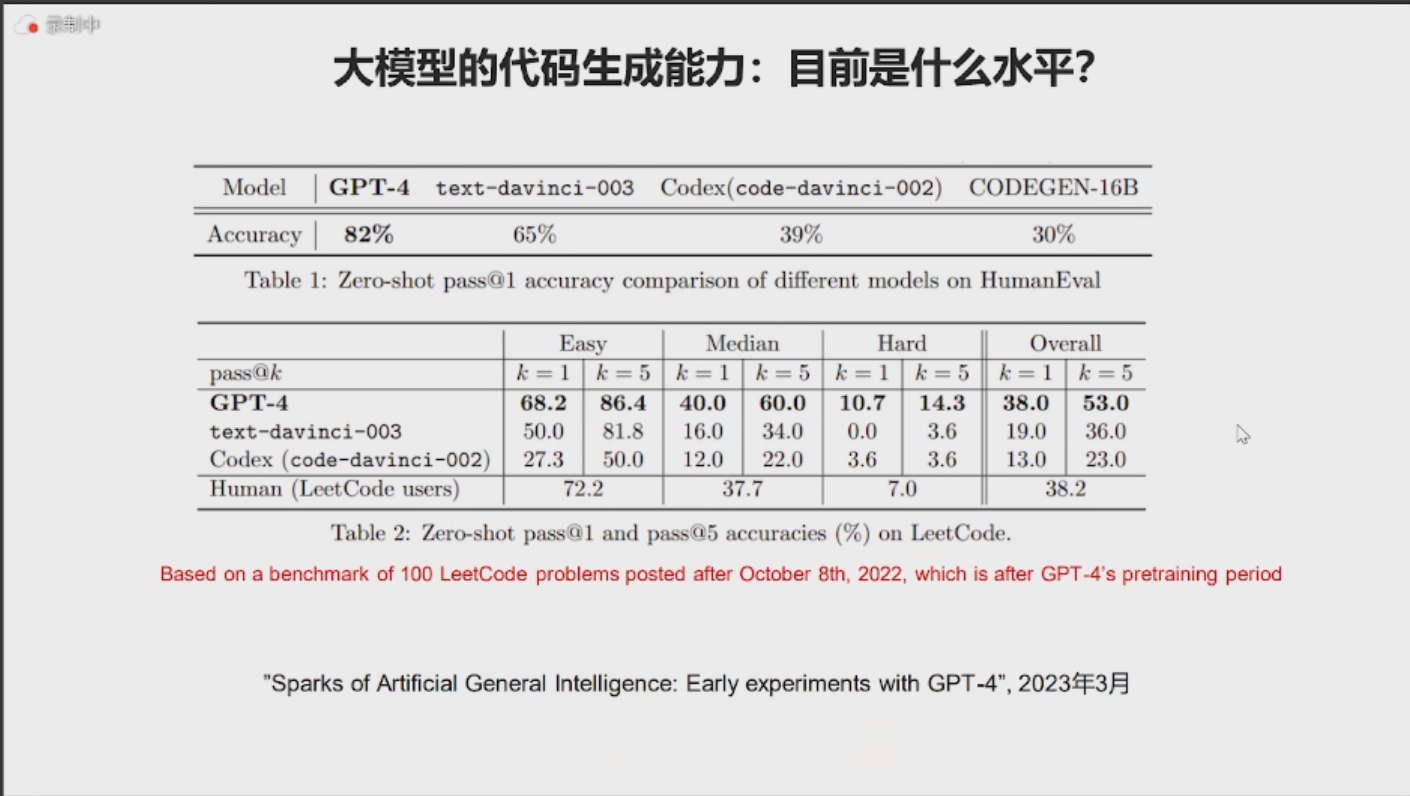 录制中
大模型的代码生成能力：目前是什么水平？
Model GPT-4 text-davinci-003 Codex(code-davinci-002) CODEGEN-16B
Accuracy 82% 65% 39% 30%
Table 1: Zero-shot pass@1 accuracy comparison of different models on HumanEval
Easy Median Hard Overall
pass@k k = 1 k = 5 k = 1 k = 5 k = 1 k = 5 k = 1 k = 5
GPT-4 68.2 86.4 40.0 60.0 10.7 14.3 38.0 53.0
text-davinci-003 50.0 81.8 16.0 34.0 0.0 3.6 19.0 36.0
Codex (code-davinci-002) 27.3 50.0 12.0 22.0 3.6 3.6 13.0 23.0
Human (LeetCode users) 72.2 37.7 7.0 38.2
Table 2: Zero-shot pass@1 and pass@5 accuracies (%) on LeetCode.
Based on a benchmark of 100 LeetCode problems posted after October 8th, 2022, which is after GPT-4's pretraining period
”Sparks of Artificial General Intelligence: Early experiments with GPT-4”, 2023年3月